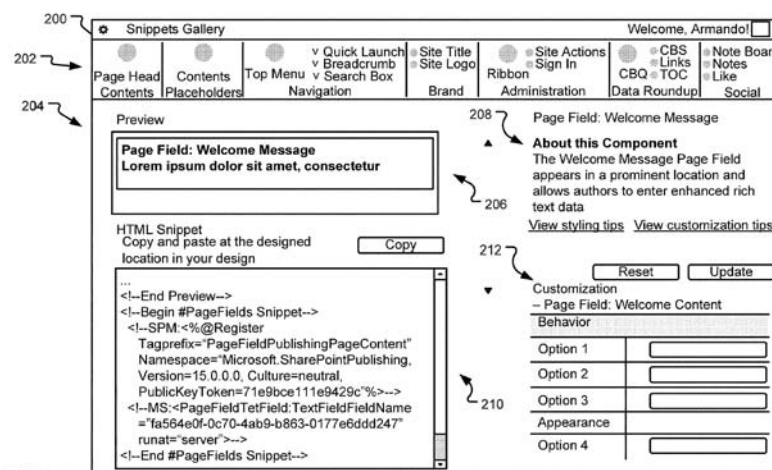 200
Snippets Gallery
Welcome, Armando!
202
Page Head
Contents
Contents
Placeholders
Top Menu
v Quick Launch
v Breadcrumb
v Search Box
Navigation
Site Title
Site Logo
Brand
Ribbon
Site Actions
Sign In
Administration
CBQ
CBS
Links
TOC
Data Roundup
Note Boar
Notes
Like
Social
204
Preview
Page Field: Welcome Message
Lorem ipsum dolor sit amet, consectetur
206
HTML Snippet
Copy and paste at the designed
location in your design
Copy
...
<!--End Preview-->
<!--Begin #PageFields Snippet-->
<!--SPM:<%@Register
Tagprefix="PageFieldPublishingPageContent"
Namespace="Microsoft.SharePointPublishing,
Version=15.0.0.0, Culture=neutral,
PublicKeyToken=71e9bce111e9429c"%>-->
<!--MS:<PageFieldTetField:TextFieldFieldName
="fa564e0f-0c70-4ab9-b863-0177e6ddd247"
runat="server">-->
<!--End #PageFields Snippet-->
210
208
Page Field: Welcome Message
About this Component
The Welcome Message Page Field
appears in a prominent location and
allows authors to enter enhanced rich
text data
View styling tips View customization tips
212
Reset
Update
Customization
– Page Field: Welcome Content
Behavior
Option 1
Option 2
Option 3
Appearance
Option 4